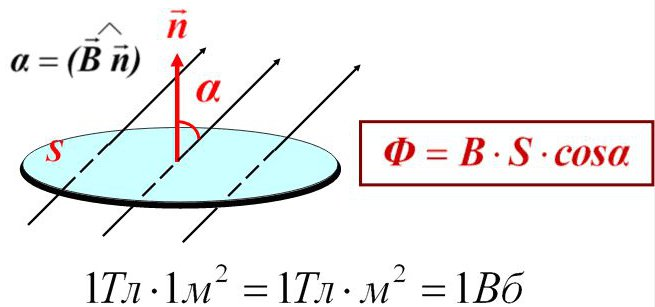 n⃗
α = (B⃗ ^ n⃗)
α
S
Ф = B · S · cosα
1Тл · 1м² = 1Тл · м² = 1Вб